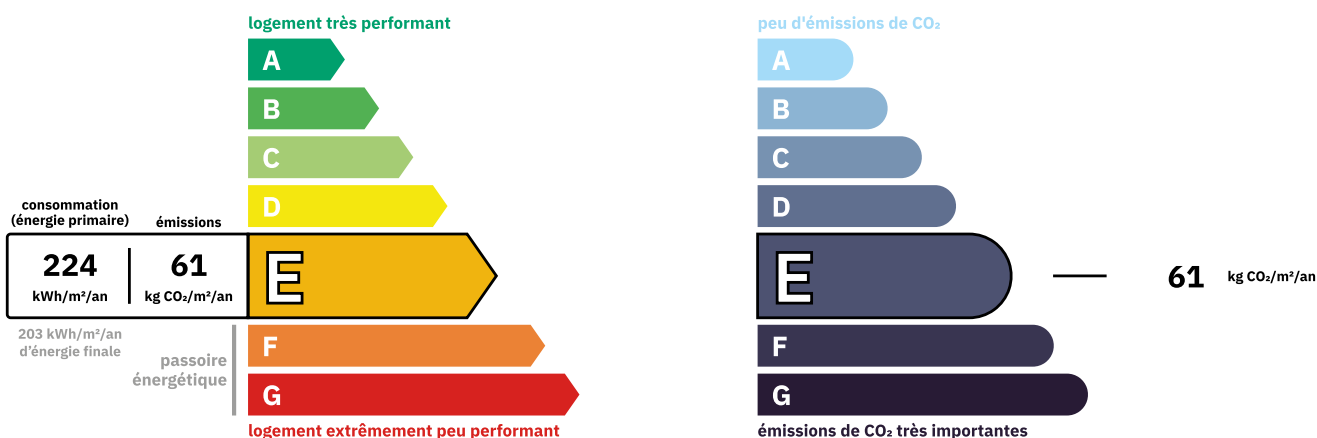 logement très performant
A
B
C
D
consommation
(énergie primaire)
émissions
224
kWh/m²/an
61
kg CO₂/m²/an
E
203 kWh/m²/an
d'énergie finale
passoire
énergétique
F
G
logement extrêmement peu performant
peu d'émissions de CO₂
A
B
C
D
E
61 kg CO₂/m²/an
F
G
émissions de CO₂ très importantes